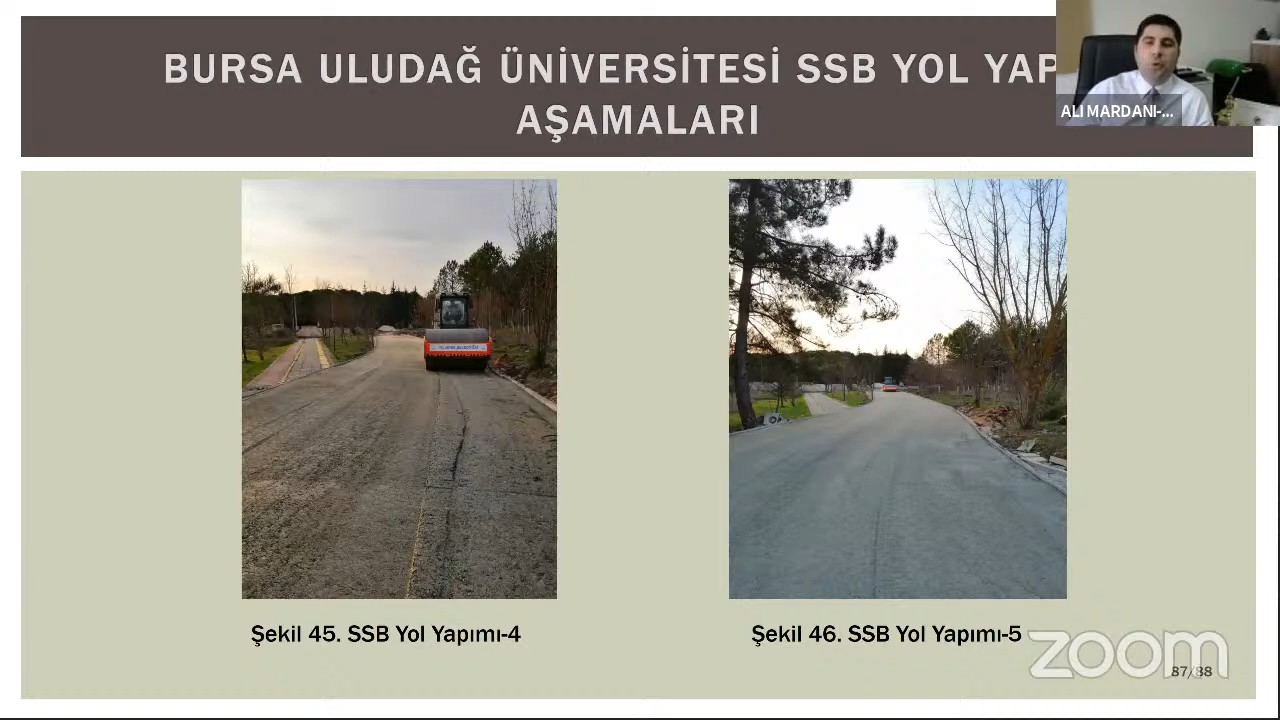 BURSA ULUDAĞ ÜNİVERSİTESİ SSB YOL YAP
AŞAMALARI
ALI MARDANI-...
Şekil 45. SSB Yol Yapımı-4
Şekil 46. SSB Yol Yapımı-5
zoom
87/88